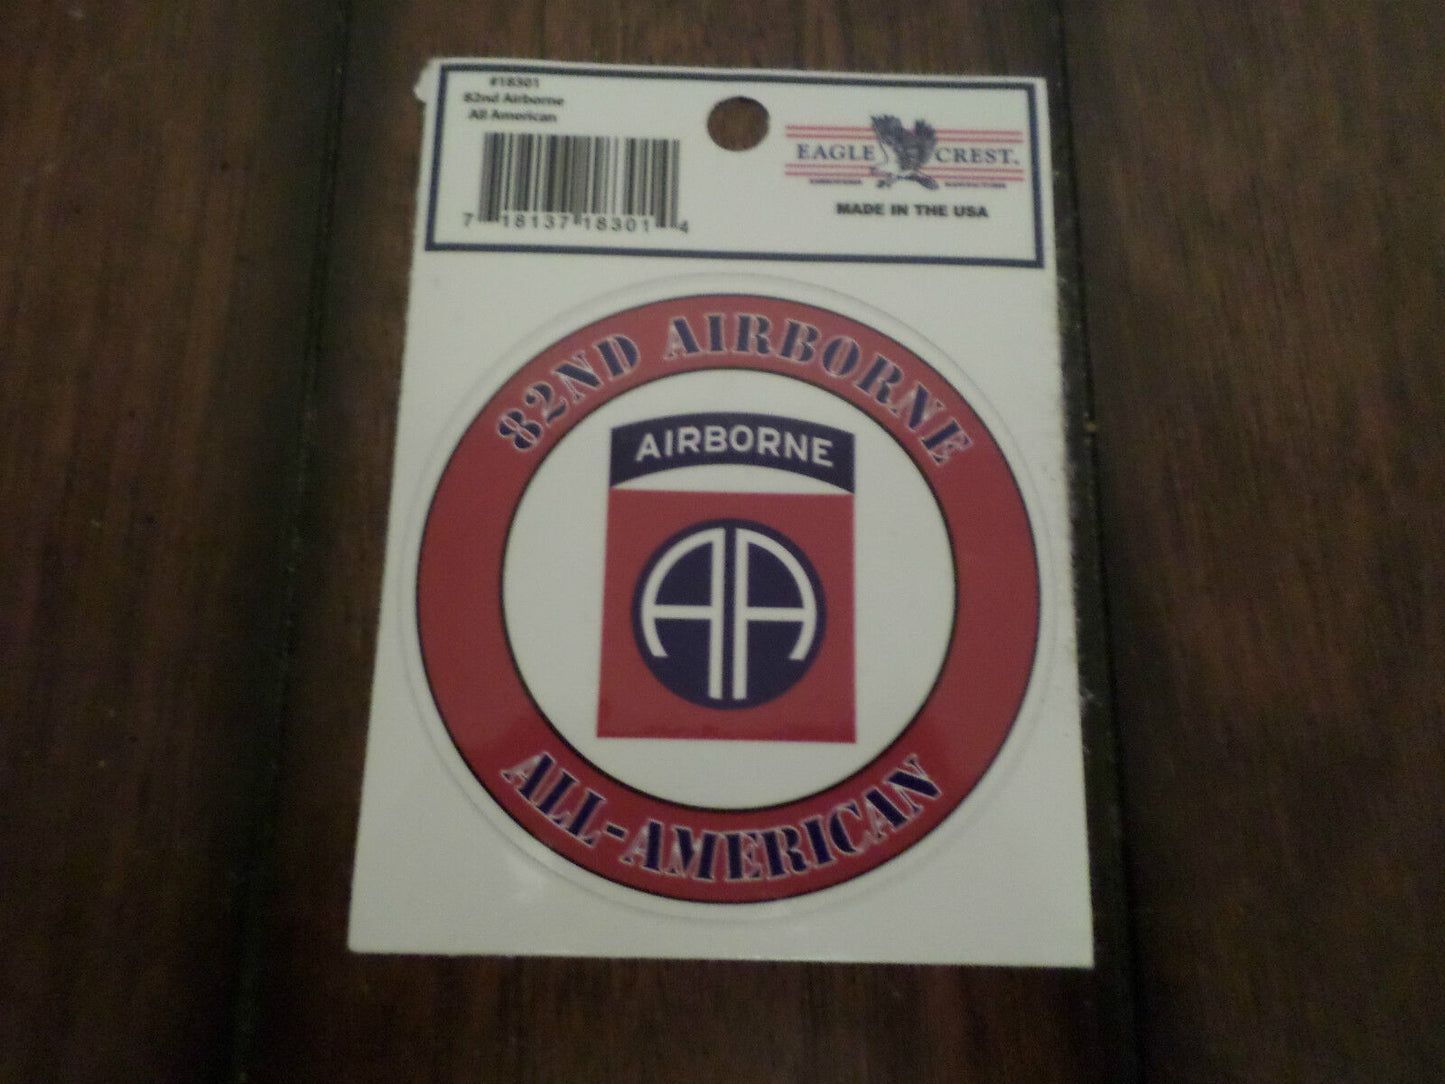 #18301
82nd Airborne
All American
7 18137 18301 4
EAGLE CREST.
MADE IN THE USA
82ND AIRBORNE
AIRBORNE
AA
ALL-AMERICAN